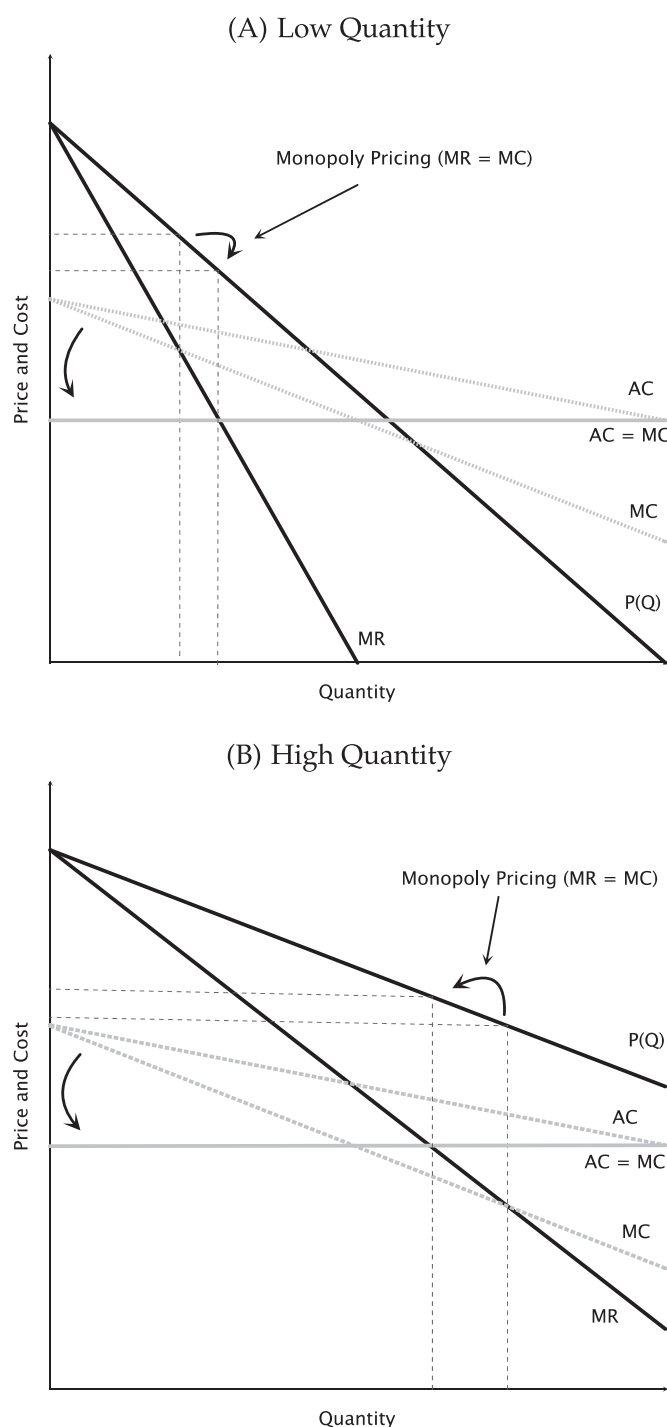 (A) Low Quantity
Monopoly Pricing (MR = MC)
Price and Cost
AC
AC = MC
MC
P(Q)
MR
Quantity
(B) High Quantity
Monopoly Pricing (MR = MC)
P(Q)
Price and Cost
AC
AC = MC
MC
MR
Quantity